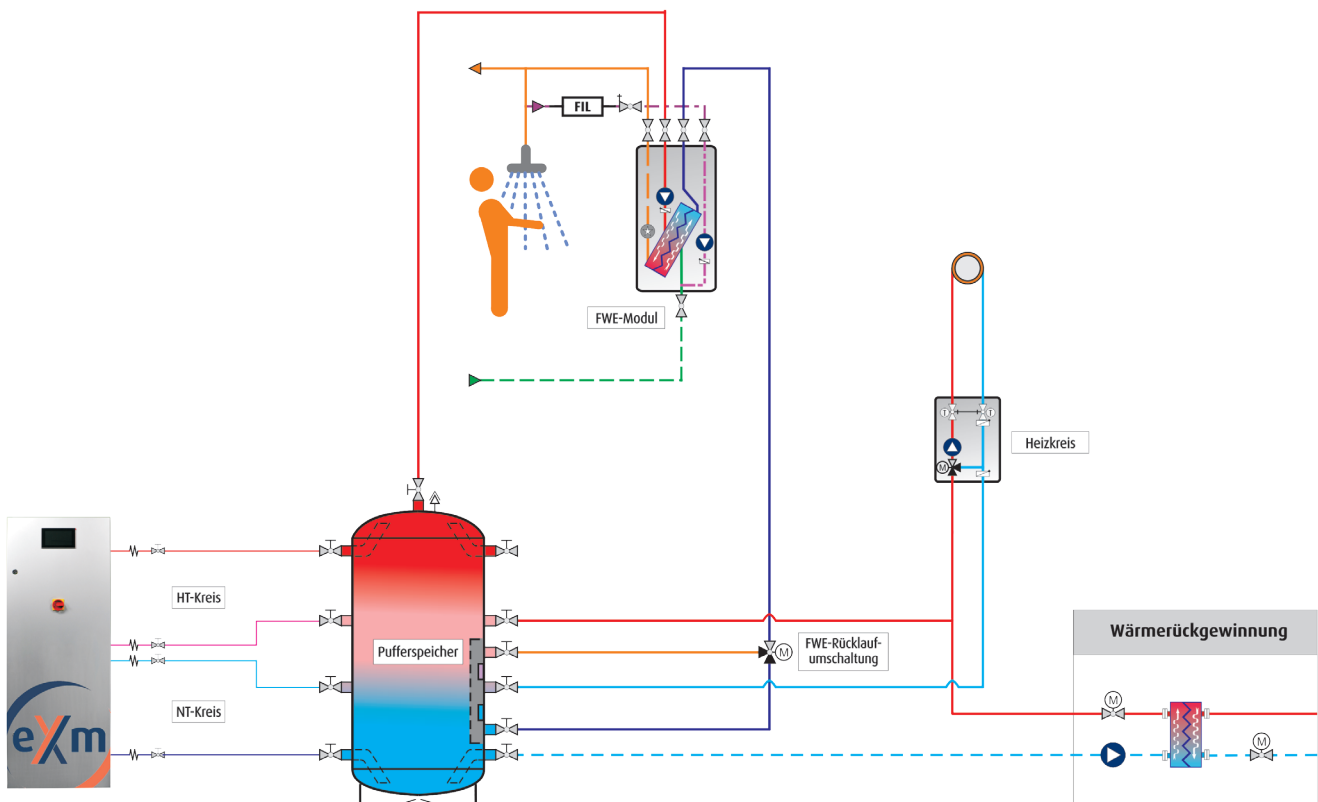 FIL
FWE-Modul
T
T
M
Heizkreis
HT-Kreis
Pufferspeicher
M
FWE-Rücklauf-
umschaltung
Wärmerückgewinnung
NT-Kreis
eXm
M
M